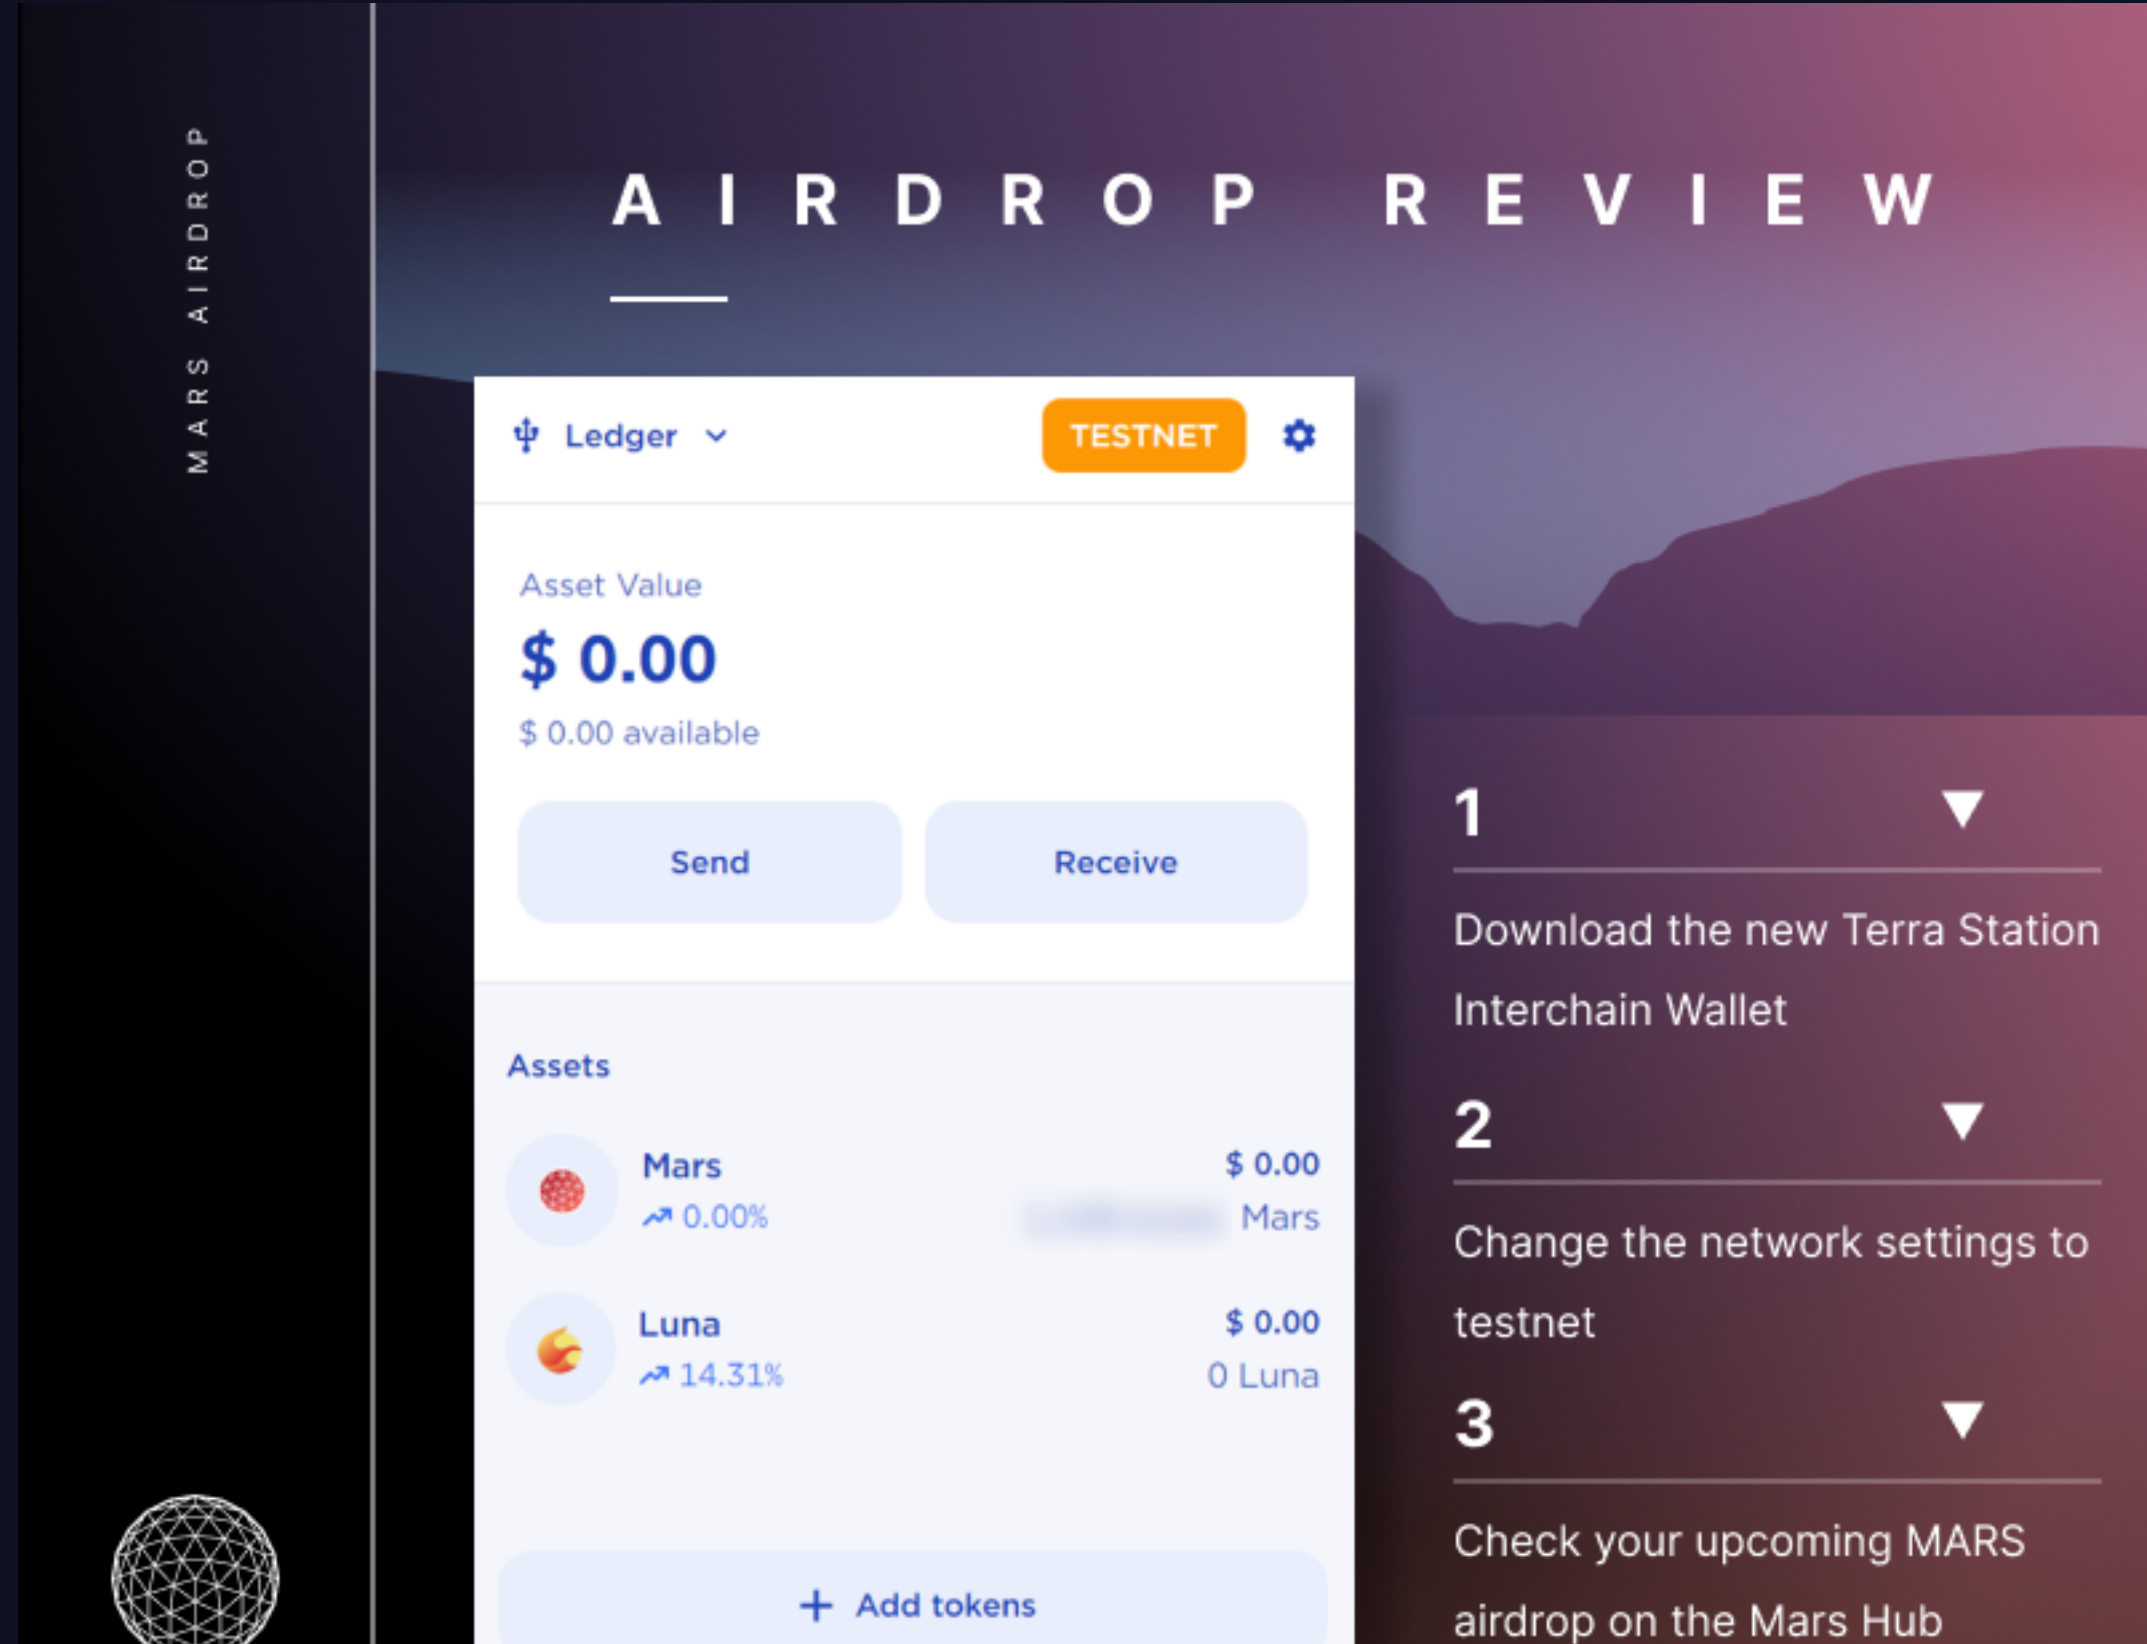 MARS AIRDROP
AIRDROP REVIEW
Ledger
TESTNET
Asset Value
$ 0.00
$ 0.00 available
Send
Receive
Assets
Mars
$ 0.00
0.00%
Mars
Luna
$ 0.00
14.31%
0 Luna
+ Add tokens
1
Download the new Terra Station
Interchain Wallet
2
Change the network settings to
testnet
3
Check your upcoming MARS
airdrop on the Mars Hub